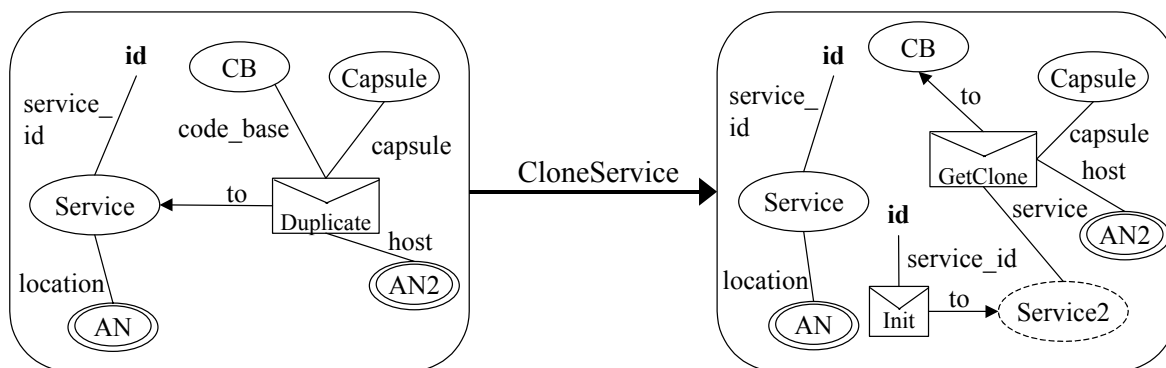 id
CB
Capsule
service_
id
code_base
capsule
Service
to
Duplicate
host
location
AN2
AN
CloneService
CB
id
Capsule
to
service_
id
capsule
GetClone
host
Service
id
service
AN2
service_id
location
to
AN
Init
Service2